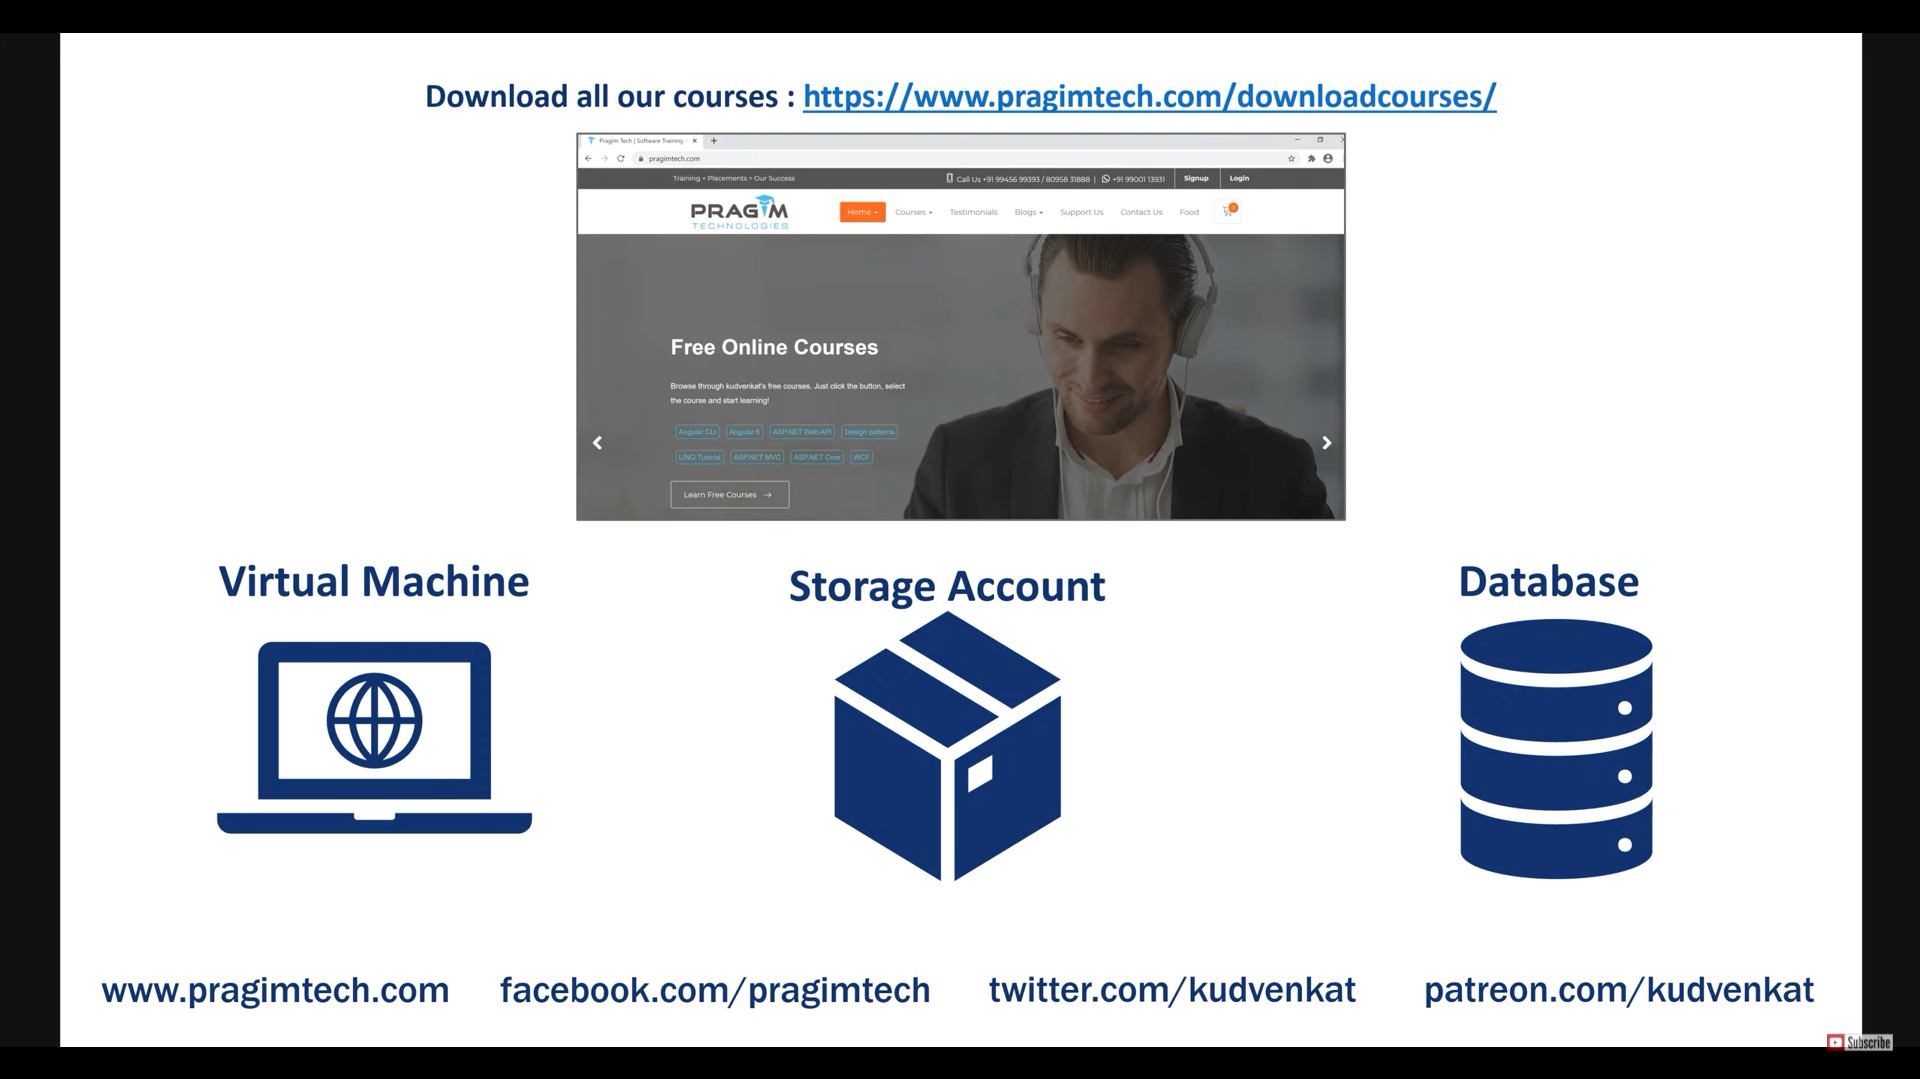 Download all our courses : https://www.pragimtech.com/downloadcourses/
Pragim Tech | Software Training
pragimtech.com
Training + Placements = Our Success
Call Us +91 99456 99393 / 80958 31888 | +91 99001 13931
Signup
Login
PRAGIM
TECHNOLOGIES
Home
Courses
Testimonials
Blogs
Support Us
Contact Us
Food
0
Free Online Courses
Browse through kudvenkat's free courses. Just click the button, select
the course and start learning!
Angular CLI
Angular 6
ASP.NET Web API
Design patterns
LINQ Tutorial
ASP.NET MVC
ASP.NET Core
WCF
Learn Free Courses
Virtual Machine
Storage Account
Database
www.pragimtech.com
facebook.com/pragimtech
twitter.com/kudvenkat
patreon.com/kudvenkat
Subscribe